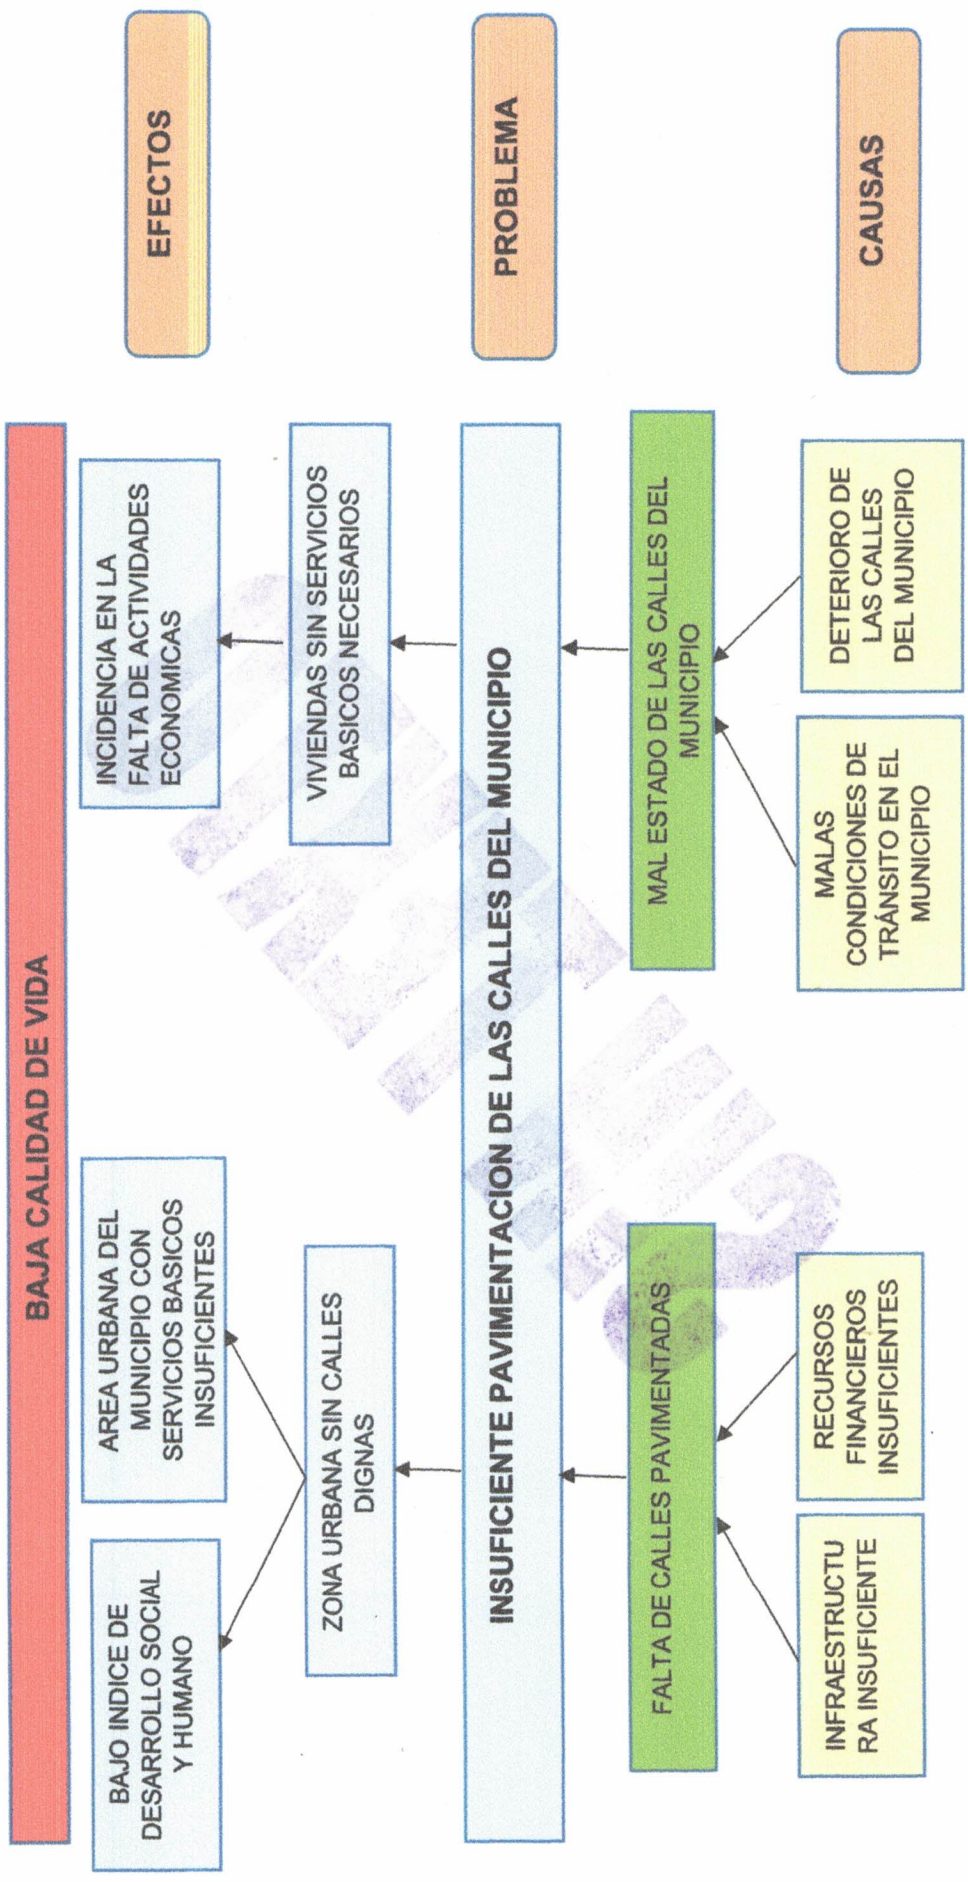 BAJA CALIDAD DE VIDA
BAJO INDICE DE
DESARROLLO SOCIAL
Y HUMANO
AREA URBANA DEL
MUNICIPIO CON
SERVICIOS BASICOS
INSUFICIENTES
INCIDENCIA EN LA
FALTA DE ACTIVIDADES
ECONOMICAS
EFECTOS
ZONA URBANA SIN CALLES
DIGNAS
VIVIENDAS SIN SERVICIOS
BASICOS NECESARIOS
INSUFICIENTE PAVIMENTACION DE LAS CALLES DEL MUNICIPIO
PROBLEMA
FALTA DE CALLES PAVIMENTADAS
MAL ESTADO DE LAS CALLES DEL
MUNICIPIO
INFRAESTRUCTU
RA INSUFICIENTE
RECURSOS
FINANCIEROS
INSUFICIENTES
MALAS
CONDICIONES DE
TRÁNSITO EN EL
MUNICIPIO
DETERIORO DE
LAS CALLES
DEL MUNICIPIO
CAUSAS